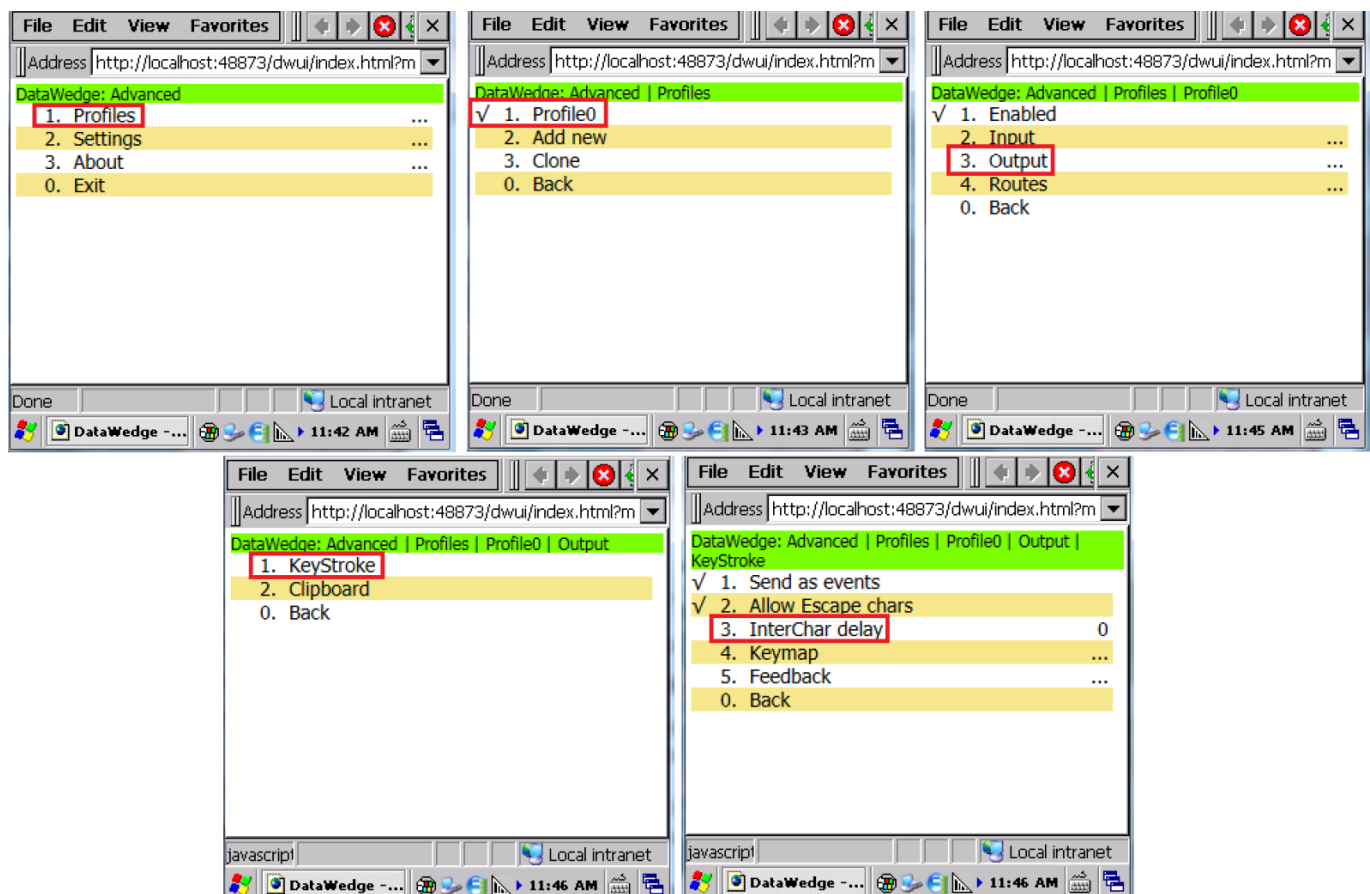 File Edit View Favorites
Address http://localhost:48873/dwui/index.html?m
DataWedge: Advanced
1. Profiles ...
2. Settings ...
3. About ...
0. Exit
Done Local intranet
DataWedge -... 11:42 AM
File Edit View Favorites
Address http://localhost:48873/dwui/index.html?m
DataWedge: Advanced | Profiles
√ 1. Profile0
2. Add new
3. Clone
0. Back
Done Local intranet
DataWedge -... 11:43 AM
File Edit View Favorites
Address http://localhost:48873/dwui/index.html?m
DataWedge: Advanced | Profiles | Profile0
√ 1. Enabled
2. Input ...
3. Output ...
4. Routes ...
0. Back
Done Local intranet
DataWedge -... 11:45 AM
File Edit View Favorites
Address http://localhost:48873/dwui/index.html?m
DataWedge: Advanced | Profiles | Profile0 | Output
1. KeyStroke
2. Clipboard
0. Back
javascript Local intranet
DataWedge -... 11:46 AM
File Edit View Favorites
Address http://localhost:48873/dwui/index.html?m
DataWedge: Advanced | Profiles | Profile0 | Output |
KeyStroke
√ 1. Send as events
√ 2. Allow Escape chars
3. InterChar delay 0
4. Keymap ...
5. Feedback ...
0. Back
javascript Local intranet
DataWedge -... 11:46 AM